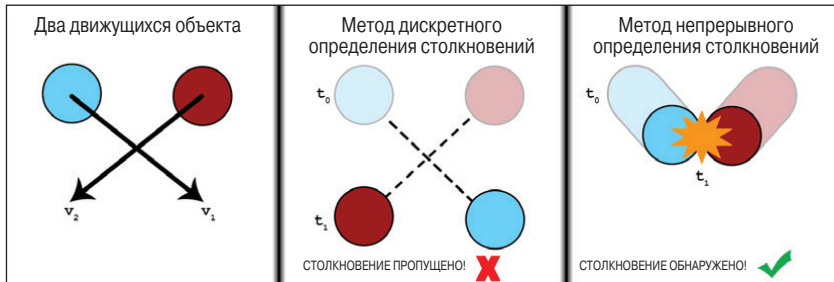 Два движущихся объекта
v₂
v₁
Метод дискретного
определения столкновений
t₀
t₁
СТОЛКНОВЕНИЕ ПРОПУЩЕНО!
Метод непрерывного
определения столкновений
t₀
t₁
СТОЛКНОВЕНИЕ ОБНАРУЖЕНО!